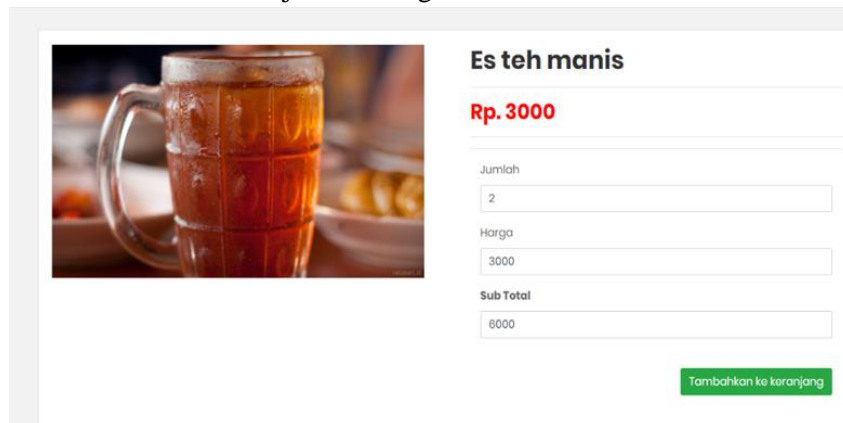 Es teh manis
Rp. 3000
Jumlah
2
Harga
3000
Sub Total
6000
Tambahkan ke keranjang